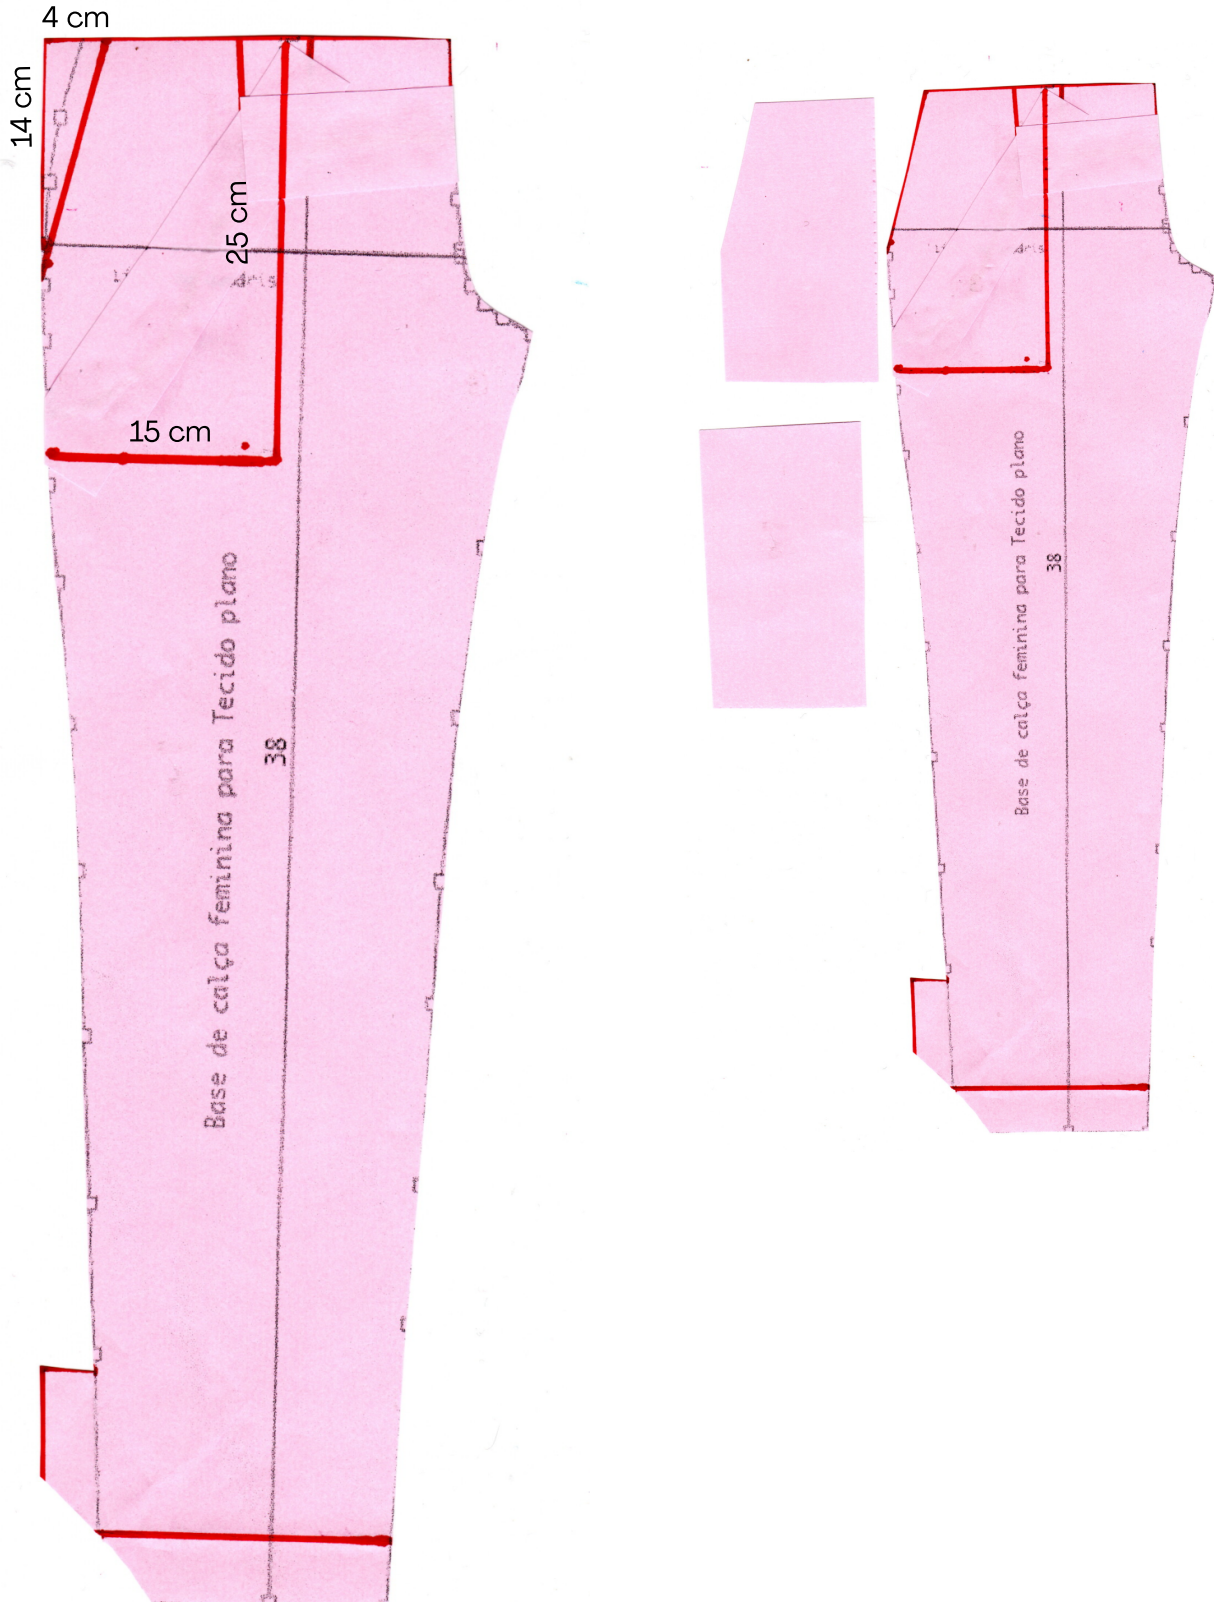 4 cm
14 cm
25 cm
15 cm
Base de calça feminina para Tecido plano
38
Base de calça feminina para Tecido plano
38